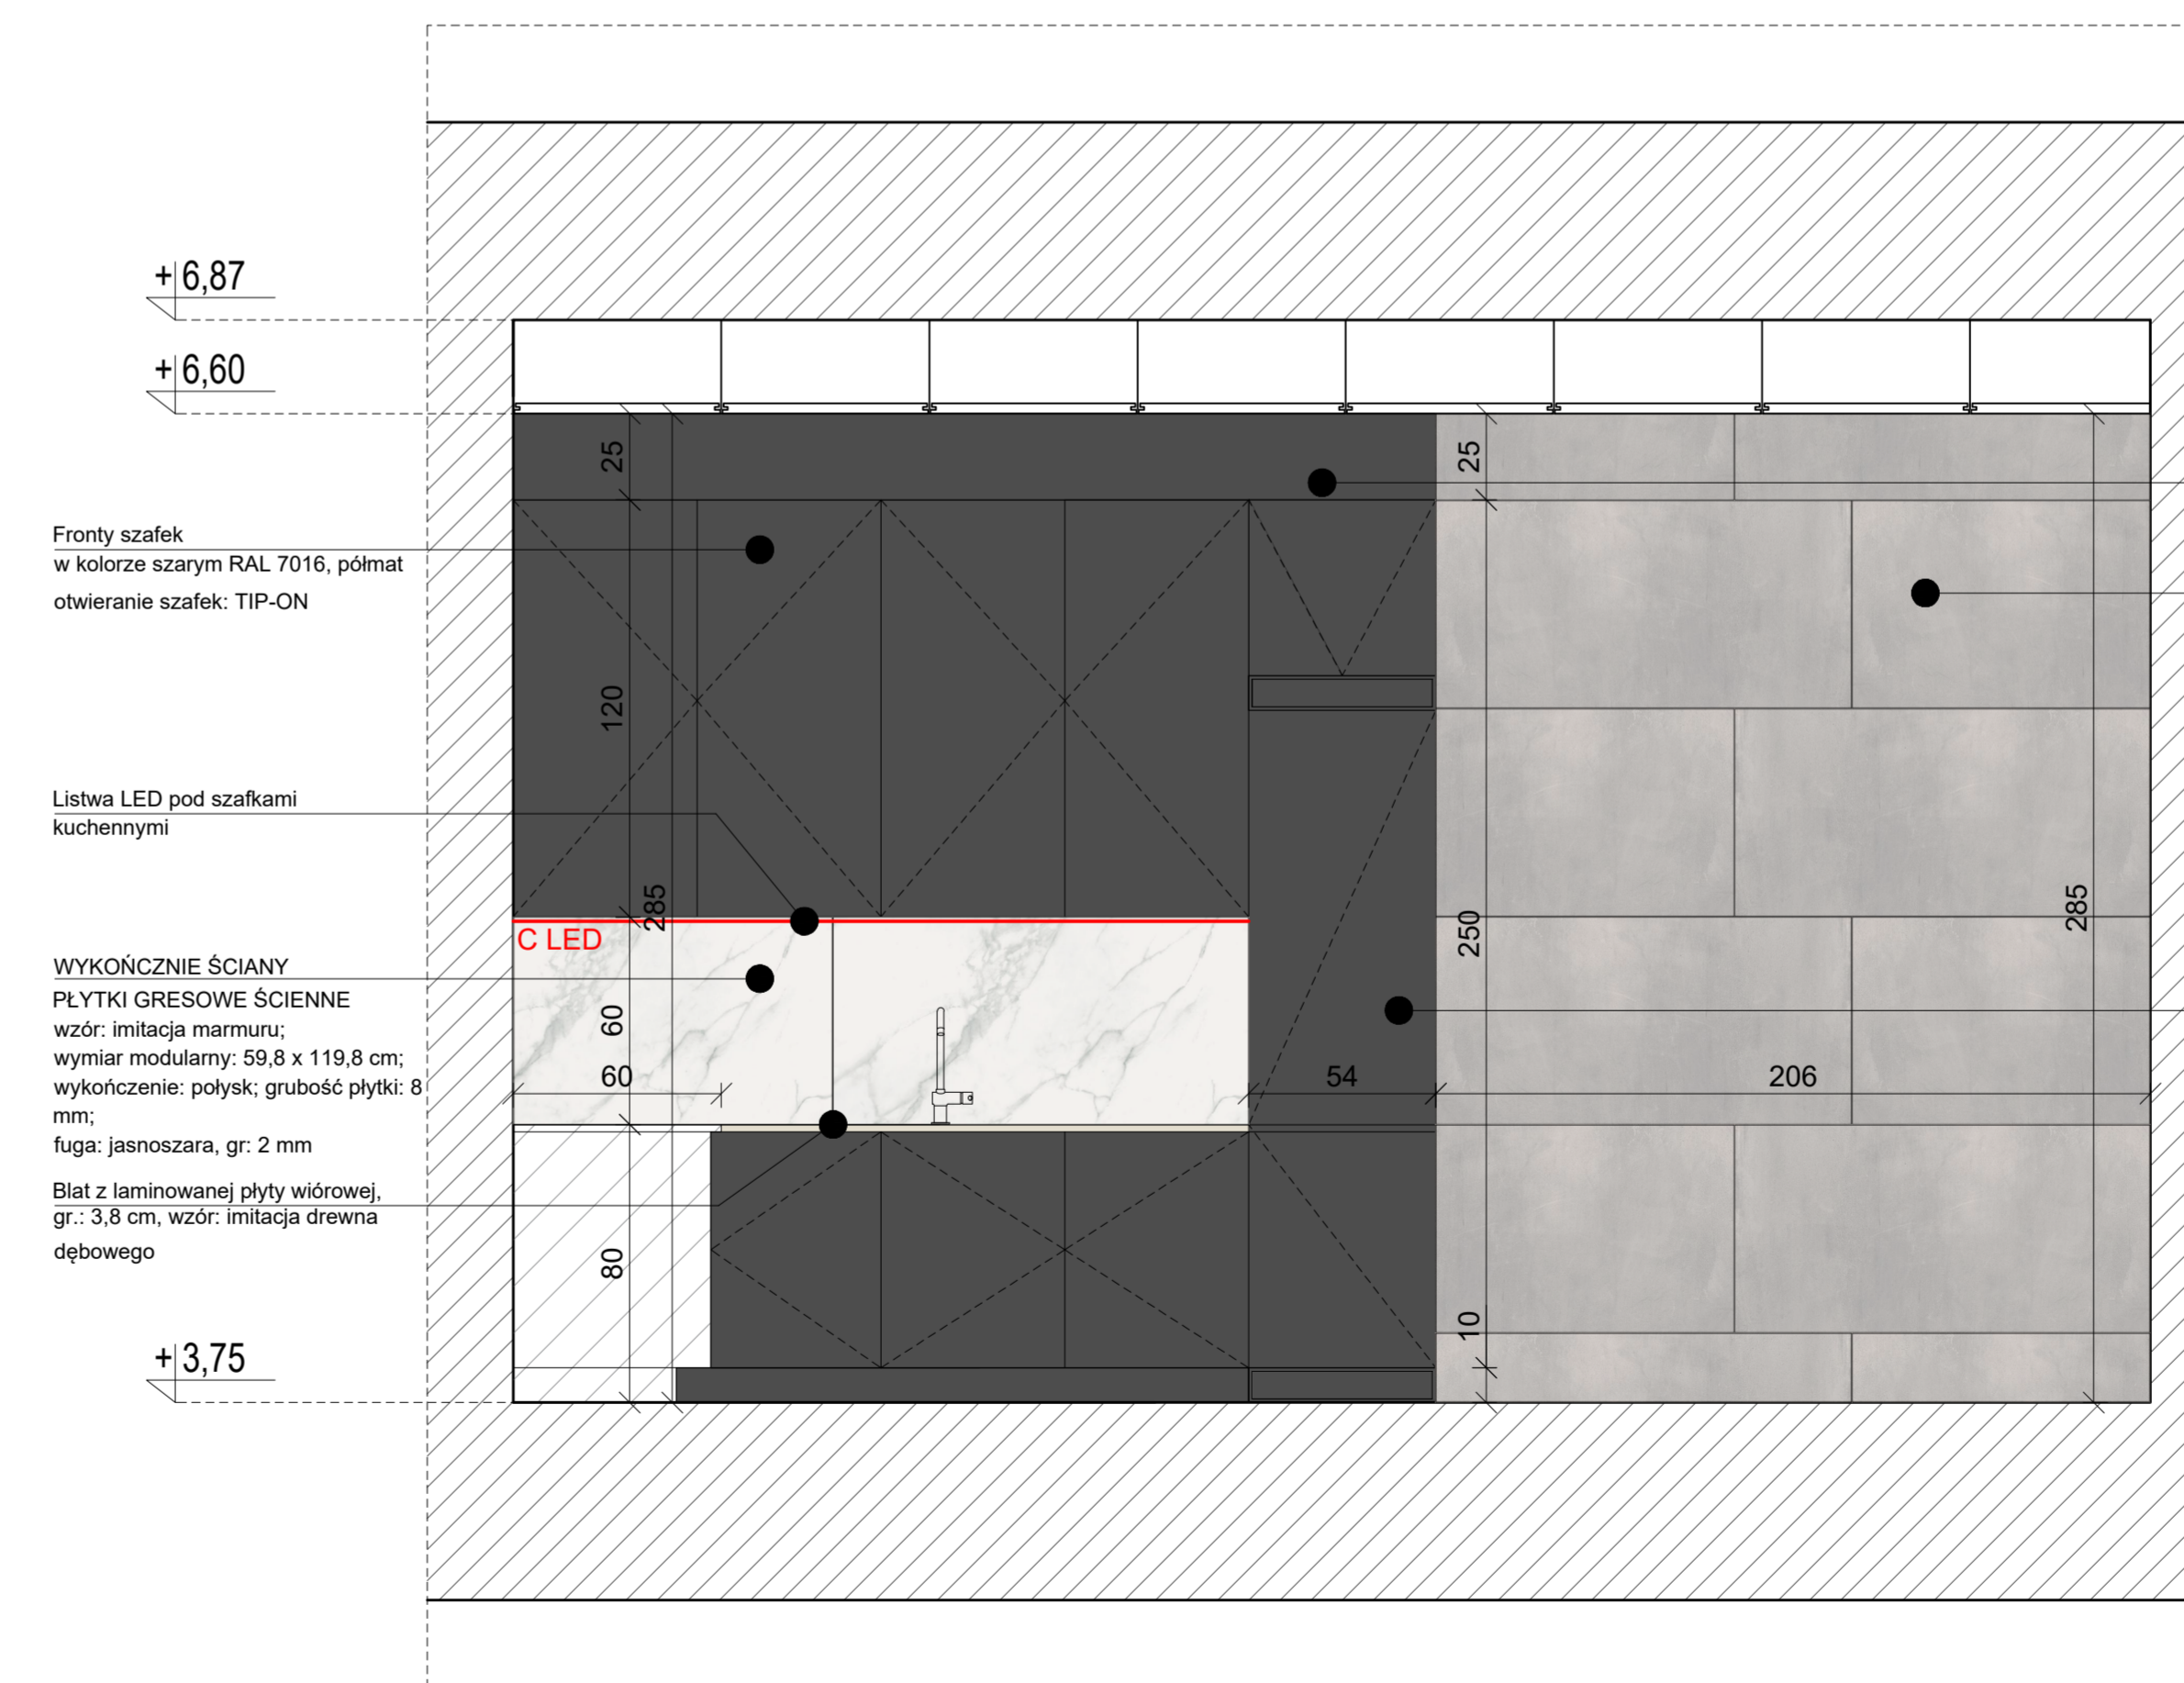 +6,87
+6,60
25
25
Fronty szafek
w kolorze szarym RAL 7016, półmat
otwieranie szafek: TIP-ON
120
Listwa LED pod szafkami
kuchennymi
285
250
285
C LED
WYKOŃCZNIE ŚCIANY
PŁYTKI GRESOWE ŚCIENNE
wzór: imitacja marmuru;
wymiar modularny: 59,8 x 119,8 cm;
wykończenie: połysk; grubość płytki: 8
mm;
fuga: jasnoszara, gr: 2 mm
60
60
54
206
Blat z laminowanej płyty wiórowej,
gr.: 3,8 cm, wzór: imitacja drewna
dębowego
80
10
+3,75